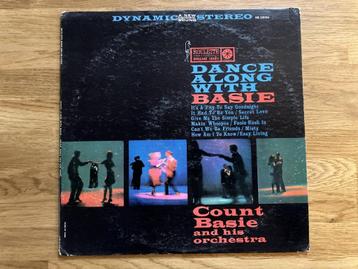 DYNAMIC STEREO
ROULETTE
DANCE
ALONG
WITH
BASIE
It's A Pity To Say Goodnight
It Had To Be You / Secret Love
Give Me The Simple Life
Makin' Whoopee / Fools Rush In
Can't We Be Friends / Misty
How Am I To Know / Easy Living
Count
Basie
and his
orchestra